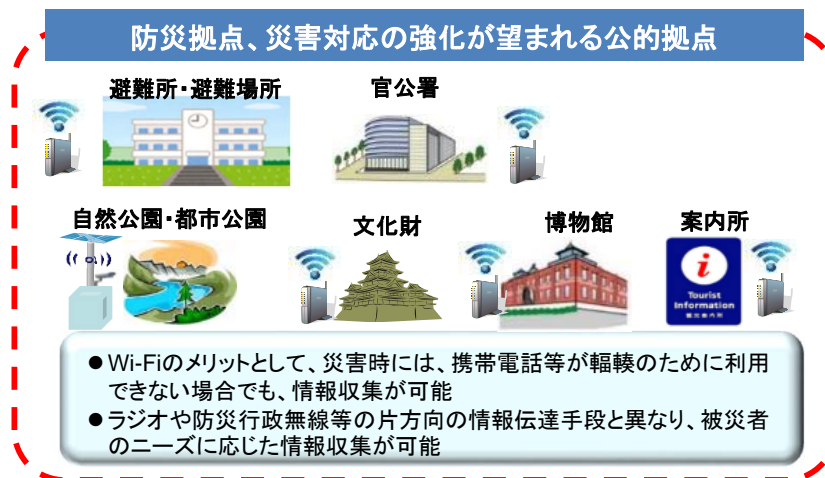 防災拠点、災害対応の強化が望まれる公的拠点
避難所・避難場所
官公署
自然公園・都市公園
文化財
博物館
案内所
i
Tourist
Information
観光案内所
●Wi-Fiのメリットとして、災害時には、携帯電話等が輻輳のために利用
できない場合でも、情報収集が可能
●ラジオや防災行政無線等の片方向の情報伝達手段と異なり、被災者
のニーズに応じた情報収集が可能